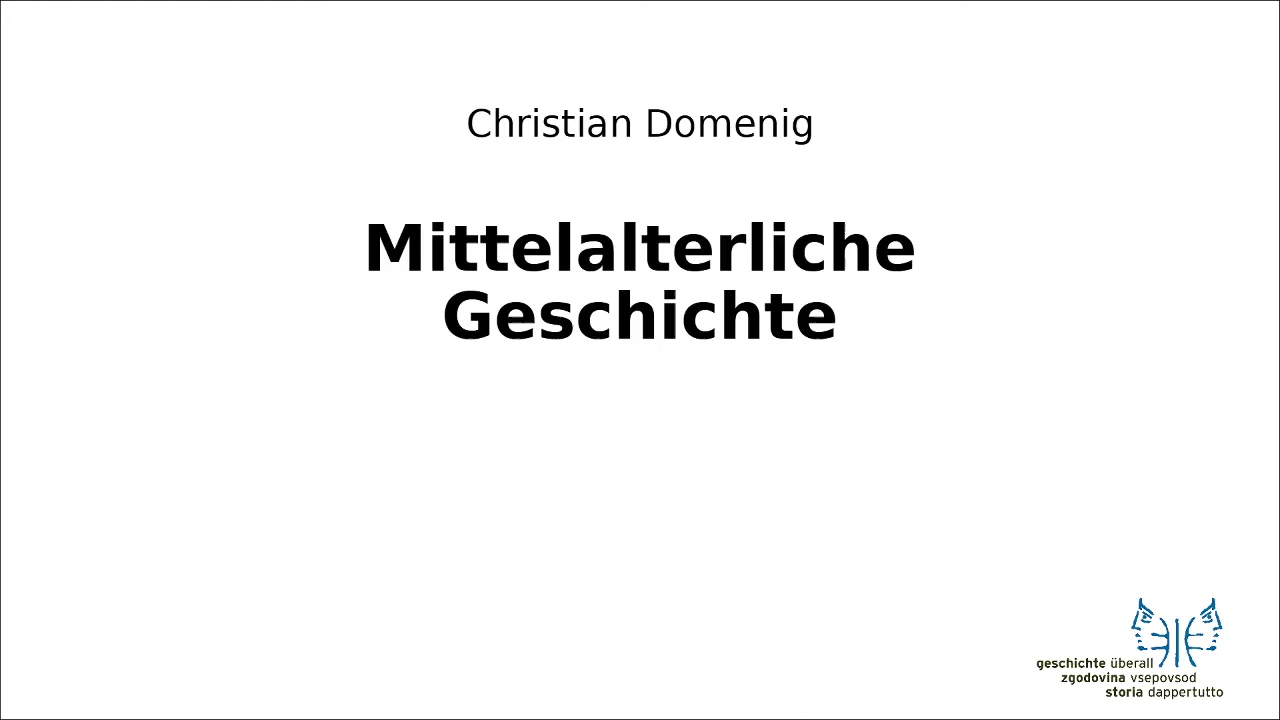 Christian Domenig
Mittelalterliche
Geschichte
geschichte überall
zgodovina vsepovsod
storia dappertutto